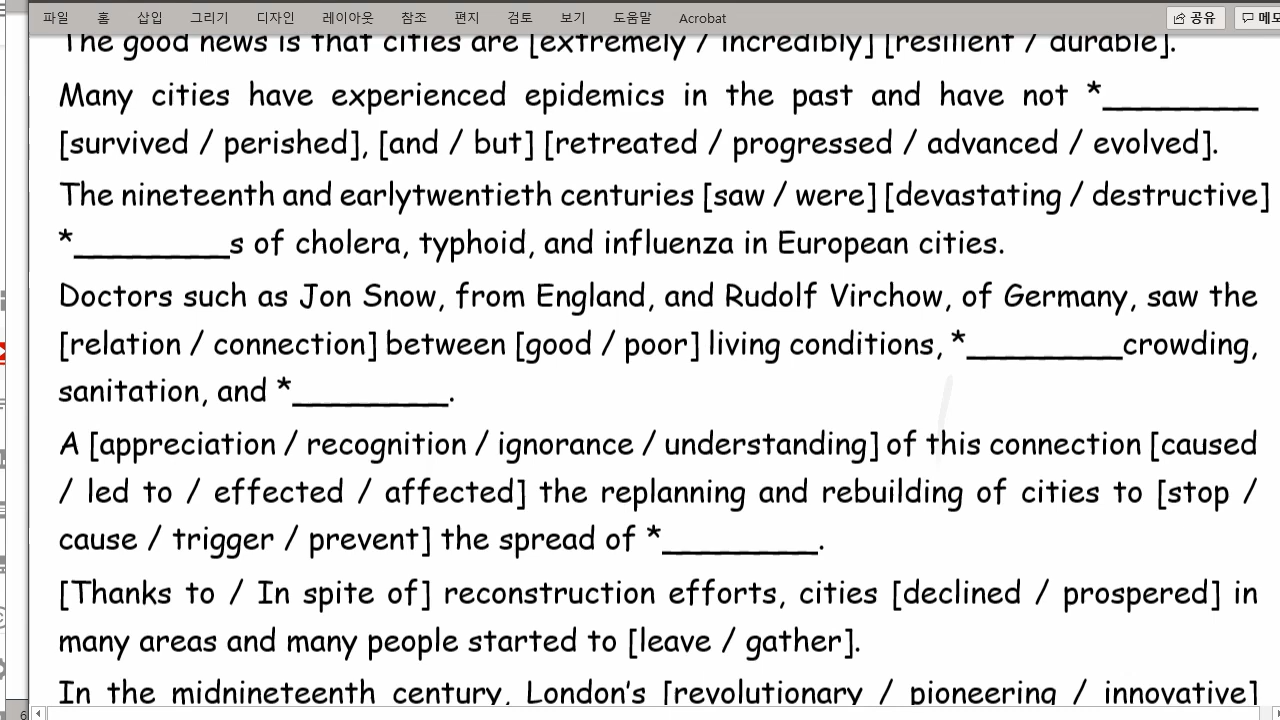 파일 홈 삽입 그리기 디자인 레이아웃 참조 편지 검토 보기 도움말 Acrobat 공유 메모
The good news is that cities are [extremely / incredibly] [resilient / durable].
Many cities have experienced epidemics in the past and have not *________
[survived / perished], [and / but] [retreated / progressed / advanced / evolved].
The nineteenth and earlytwentieth centuries [saw / were] [devastating / destructive]
*________s of cholera, typhoid, and influenza in European cities.
Doctors such as Jon Snow, from England, and Rudolf Virchow, of Germany, saw the
[relation / connection] between [good / poor] living conditions, *________crowding,
sanitation, and *________.
A [appreciation / recognition / ignorance / understanding] of this connection [caused
/ led to / effected / affected] the replanning and rebuilding of cities to [stop /
cause / trigger / prevent] the spread of *________.
[Thanks to / In spite of] reconstruction efforts, cities [declined / prospered] in
many areas and many people started to [leave / gather].
In the midnineteenth century, London's [revolutionary / pioneering / innovative]
6